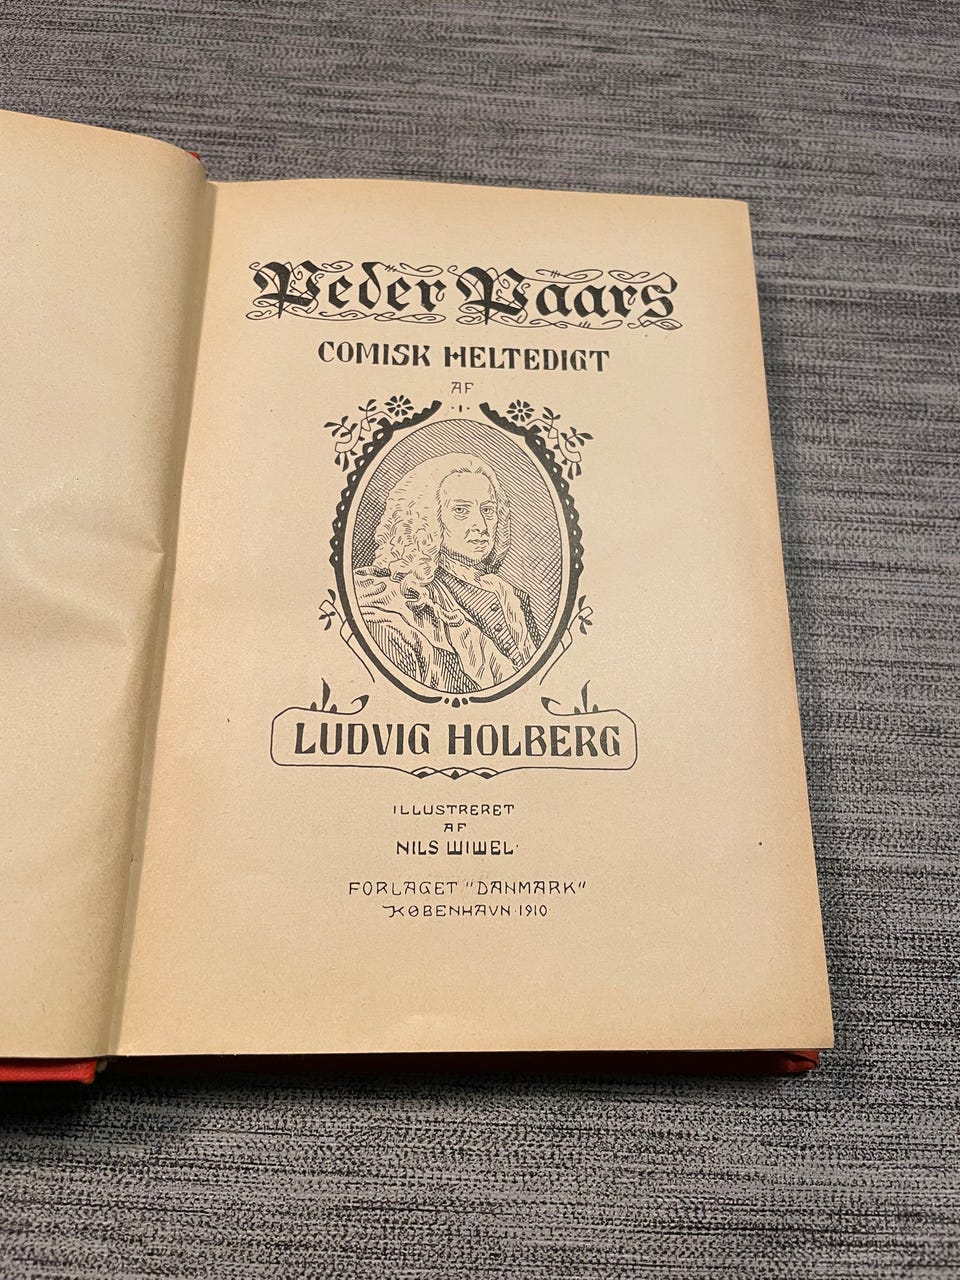 Peder Paars
COMISK HELTEDIGT
AF
LUDVIG HOLBERG
ILLUSTRERET
AF
NILS WIWEL·
FORLAGET "DANMARK"
KØBENHAVN·1910